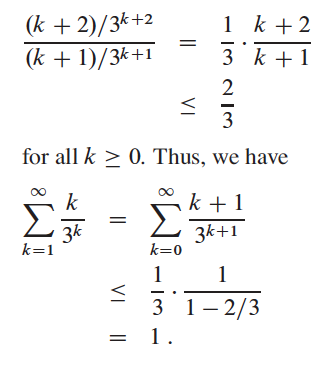 (k + 2)/3^{k+2} / (k + 1)/3^{k+1} = 1/3 · (k + 2)/(k + 1)
≤ 2/3
for all k ≥ 0. Thus, we have
∑_{k=1}^{∞} k/3^k = ∑_{k=0}^{∞} (k + 1)/3^{k+1}
≤ 1/3 · 1/(1 − 2/3)
= 1 .